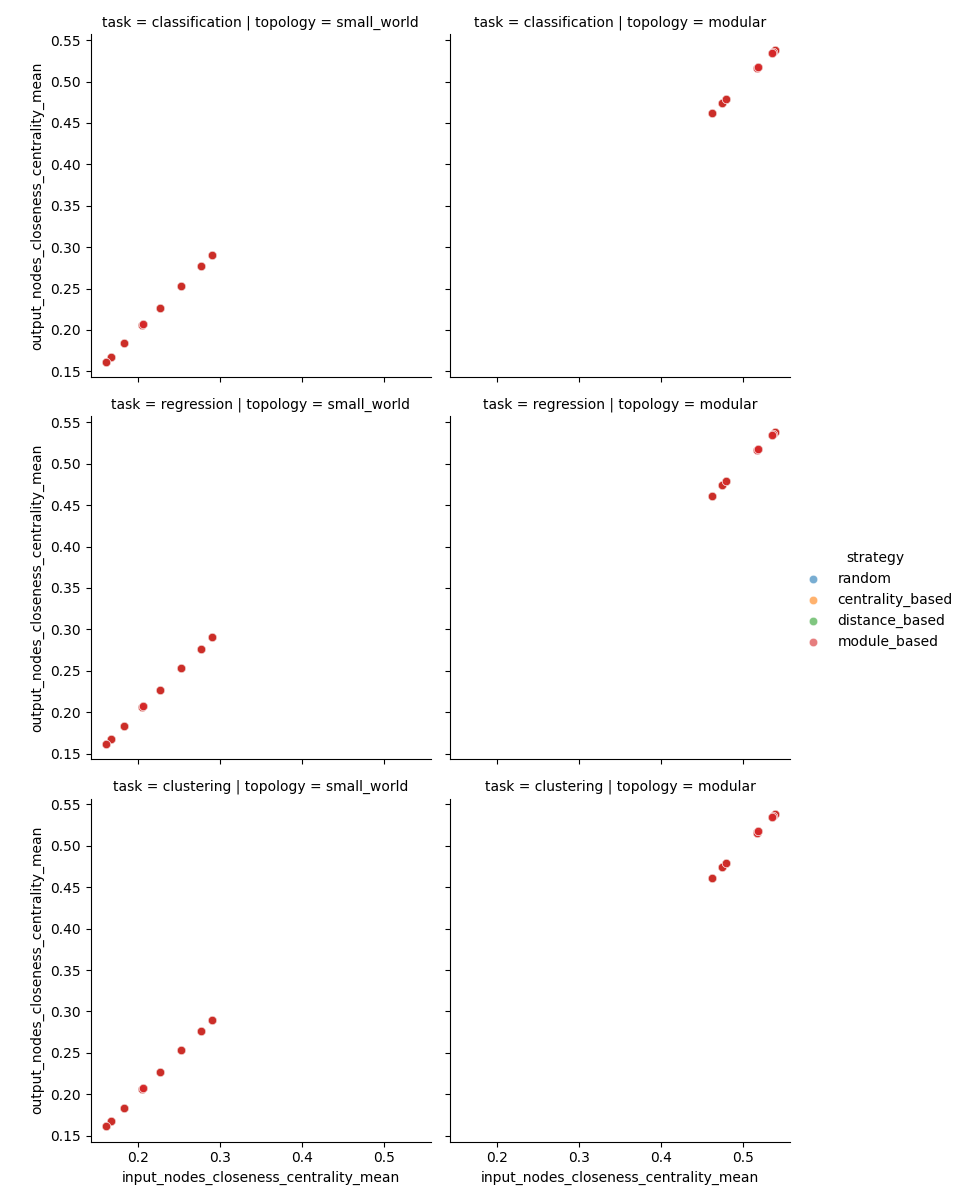 task = classification | topology = small_world
task = classification | topology = modular
0.55
0.50
0.45
0.40
0.35
0.30
0.25
0.20
0.15
output_nodes_closeness_centrality_mean
task = regression | topology = small_world
task = regression | topology = modular
0.55
0.50
0.45
0.40
0.35
0.30
0.25
0.20
0.15
output_nodes_closeness_centrality_mean
strategy
random
centrality_based
distance_based
module_based
task = clustering | topology = small_world
task = clustering | topology = modular
0.55
0.50
0.45
0.40
0.35
0.30
0.25
0.20
0.15
output_nodes_closeness_centrality_mean
0.2 0.3 0.4 0.5
0.2 0.3 0.4 0.5
input_nodes_closeness_centrality_mean
input_nodes_closeness_centrality_mean